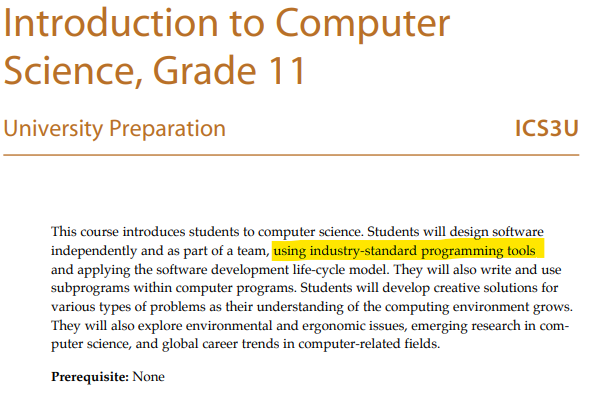 Introduction to Computer
Science, Grade 11
University Preparation ICS3U
This course introduces students to computer science. Students will design software
independently and as part of a team, using industry-standard programming tools
and applying the software development life-cycle model. They will also write and use
subprograms within computer programs. Students will develop creative solutions for
various types of problems as their understanding of the computing environment grows.
They will also explore environmental and ergonomic issues, emerging research in com-
puter science, and global career trends in computer-related fields.
Prerequisite: None